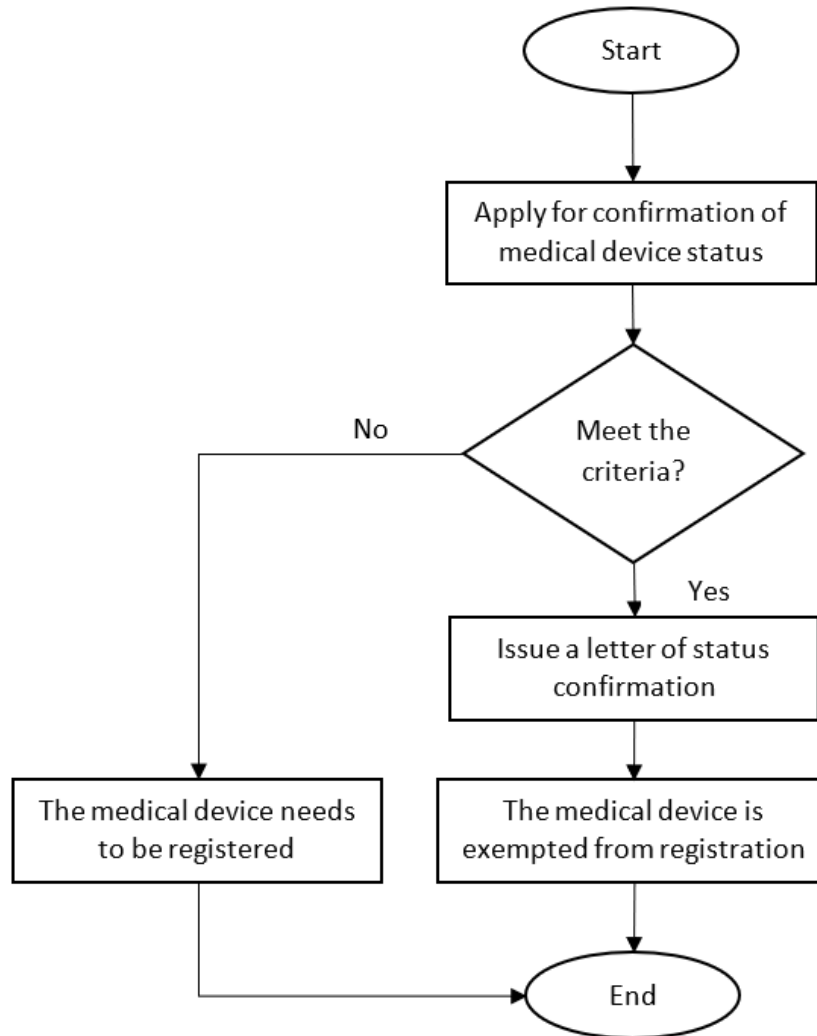 Start
Apply for confirmation of
medical device status
Meet the
criteria?
No
Yes
Issue a letter of status
confirmation
The medical device needs
to be registered
The medical device is
exempted from registration
End